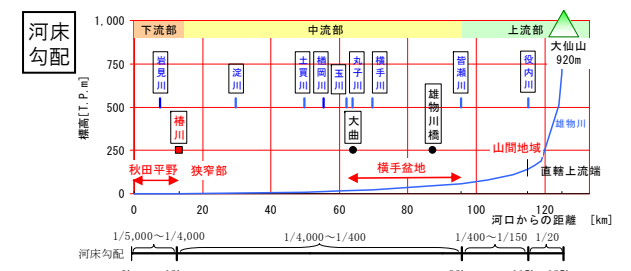 河床
勾配
下流部
中流部
上流部
1,000
750
500
250
0
標高[T.P.m]
大仙山
920m
岩見川
淀川
土買川
楢岡川
玉川
丸子川
横手川
皆瀬川
役内川
椿川
大曲
雄物川橋
雄物川
山間地域
秋田平野
狭窄部
横手盆地
直轄上流端
0
20
40
60
80
100
120
河口からの距離 [km]
河床勾配
1/5,000～1/4,000
1/4,000～1/400
1/400～1/150
1/20